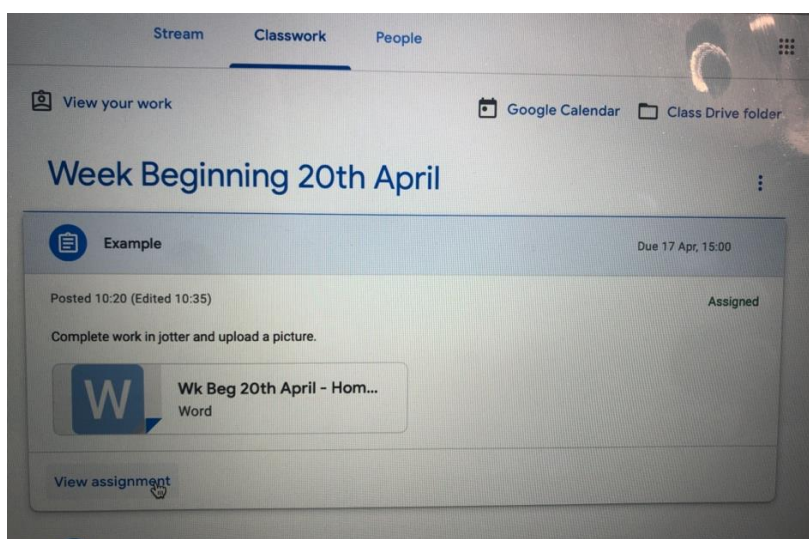 Stream Classwork People
View your work Google Calendar Class Drive folder
Week Beginning 20th April
Example Due 17 Apr, 15:00
Posted 10:20 (Edited 10:35) Assigned
Complete work in jotter and upload a picture.
W Wk Beg 20th April - Hom...
Word
View assignment